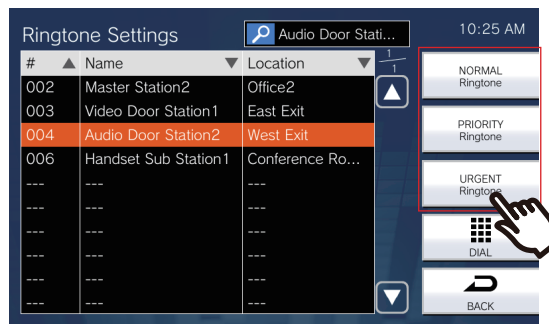 Ringtone Settings
Audio Door Stati...
10:25 AM
# Name Location
1
1
002 Master Station2 Office2
003 Video Door Station1 East Exit
004 Audio Door Station2 West Exit
006 Handset Sub Station1 Conference Ro...
--- --- ---
--- --- ---
--- --- ---
--- --- ---
--- --- ---
--- --- ---
NORMAL
Ringtone
PRIORITY
Ringtone
URGENT
Ringtone
DIAL
BACK